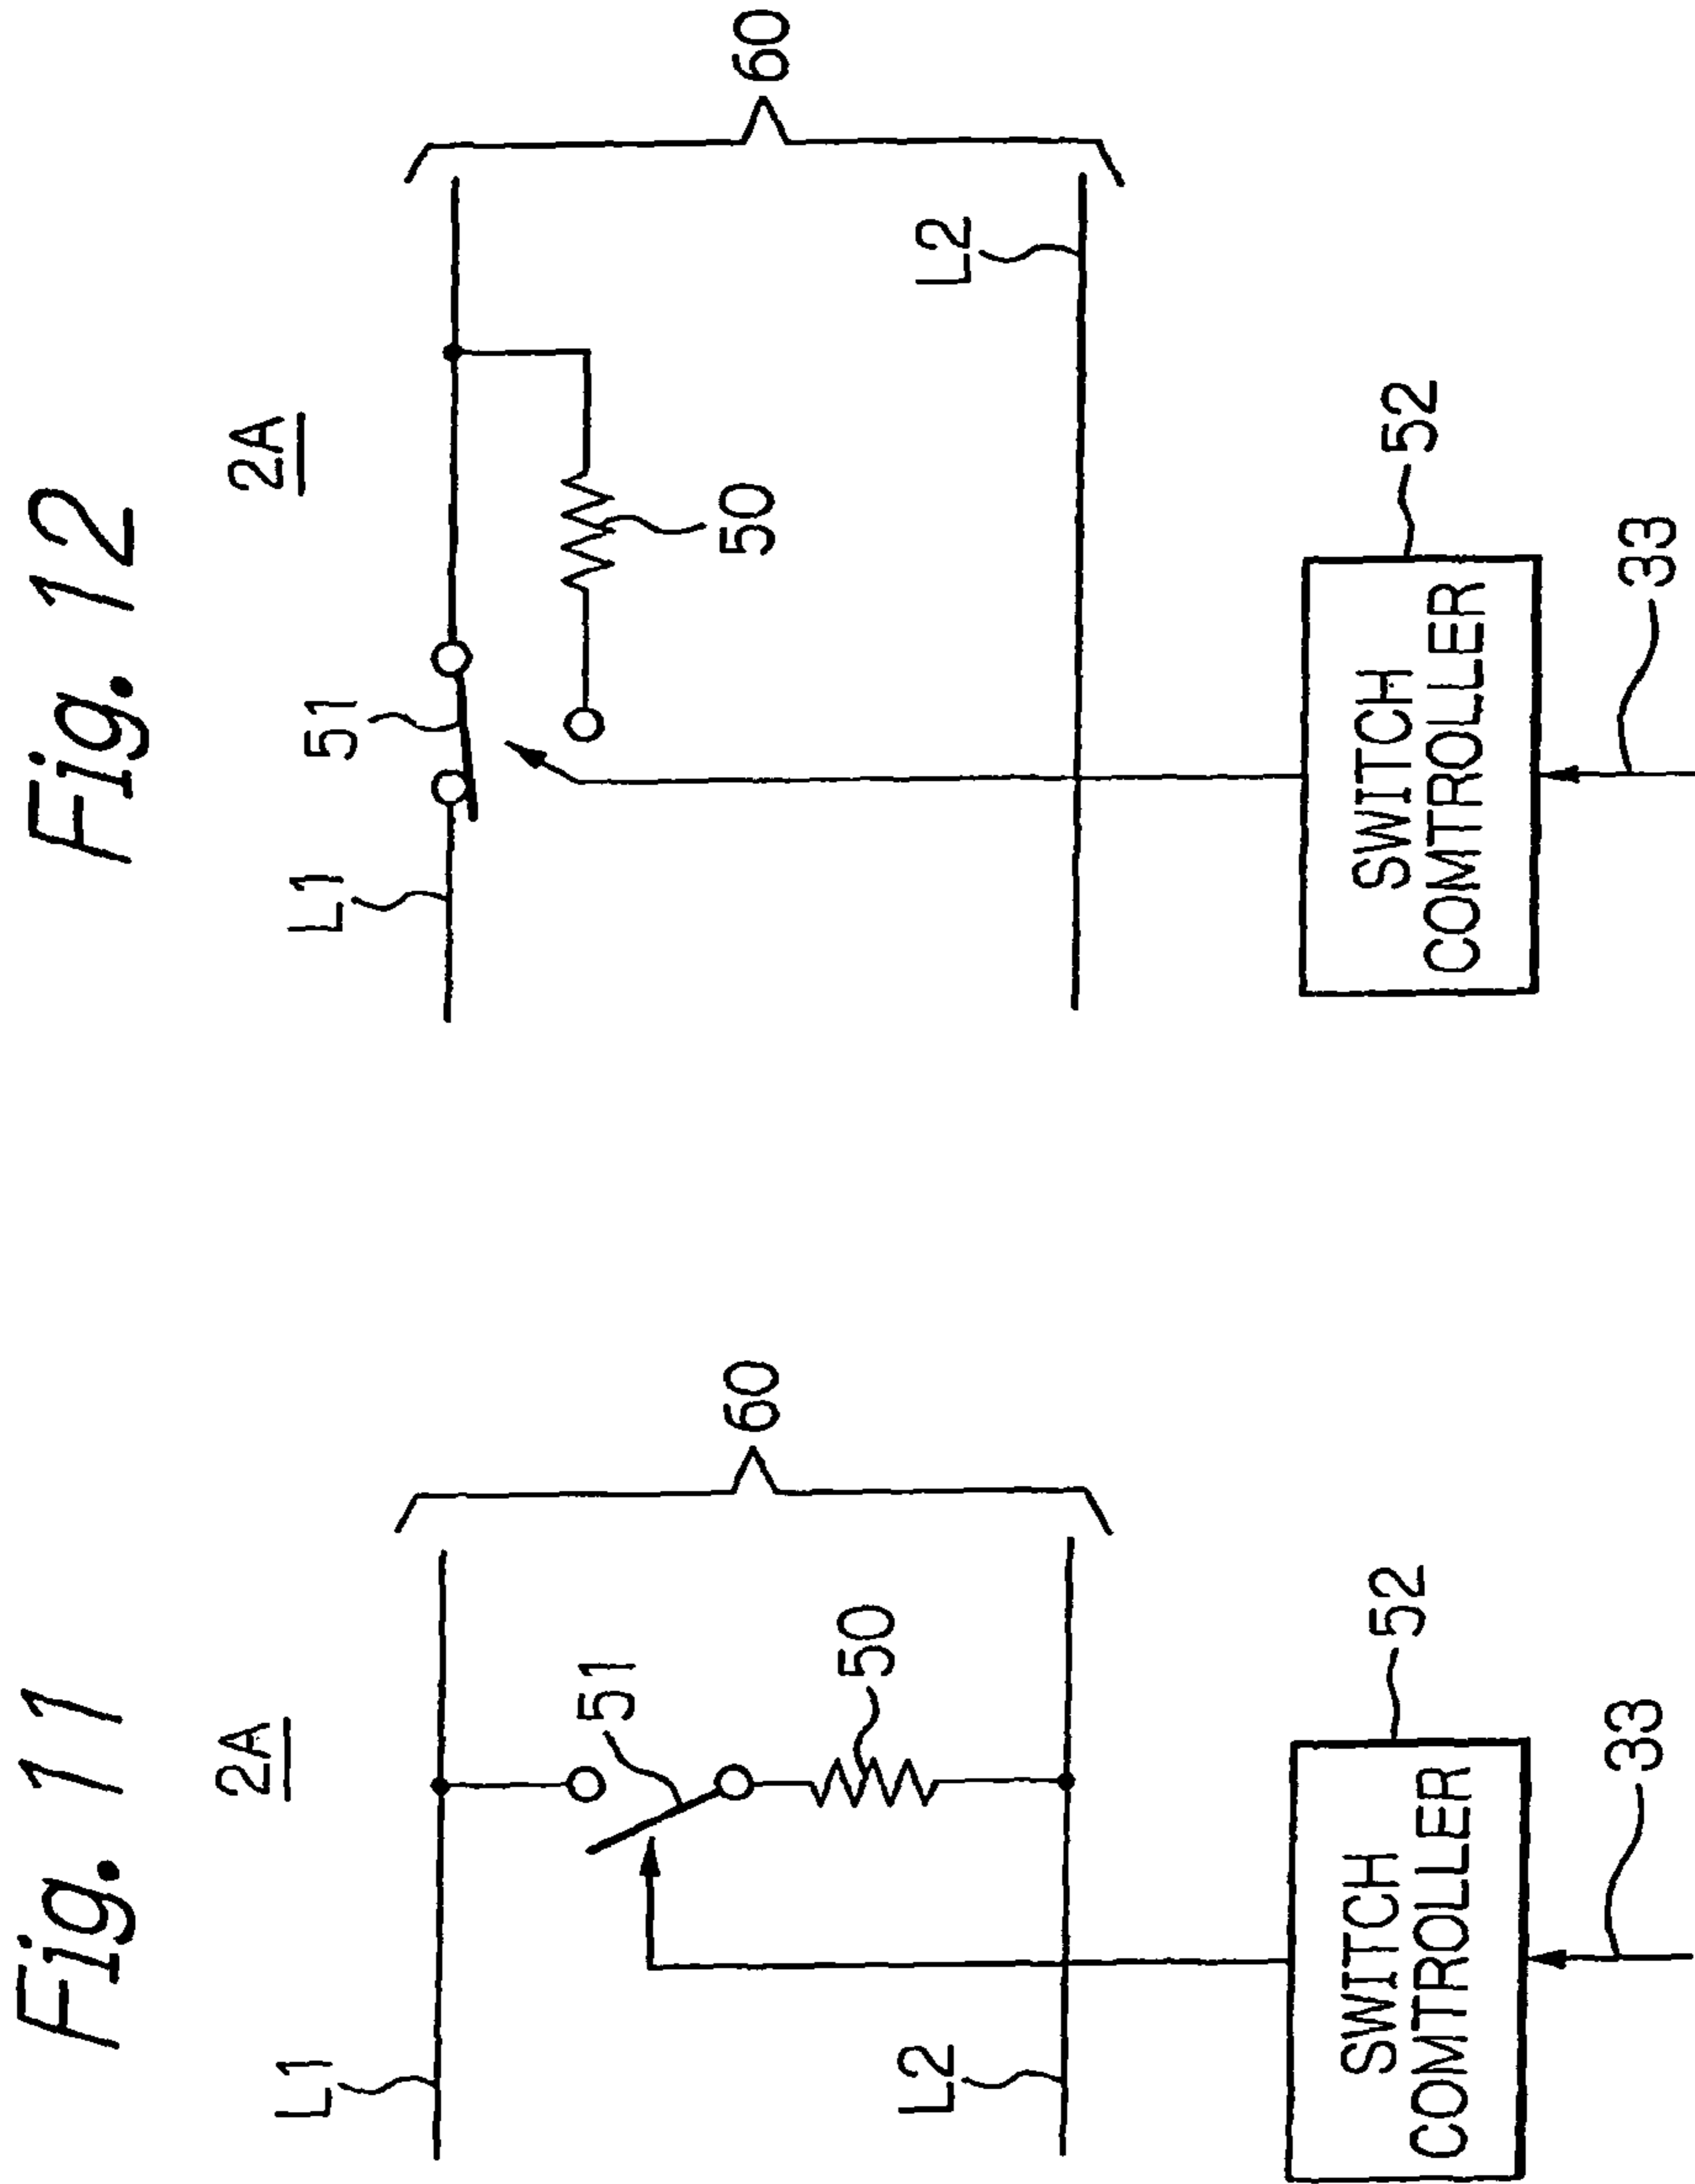 Fig. 11
2A
L1
51
50
60
L2
52
SWITCH
COMTROLLER
33
Fig. 12
2A
L1
51
50
60
L2
52
SWITCH
COMTROLLER
33